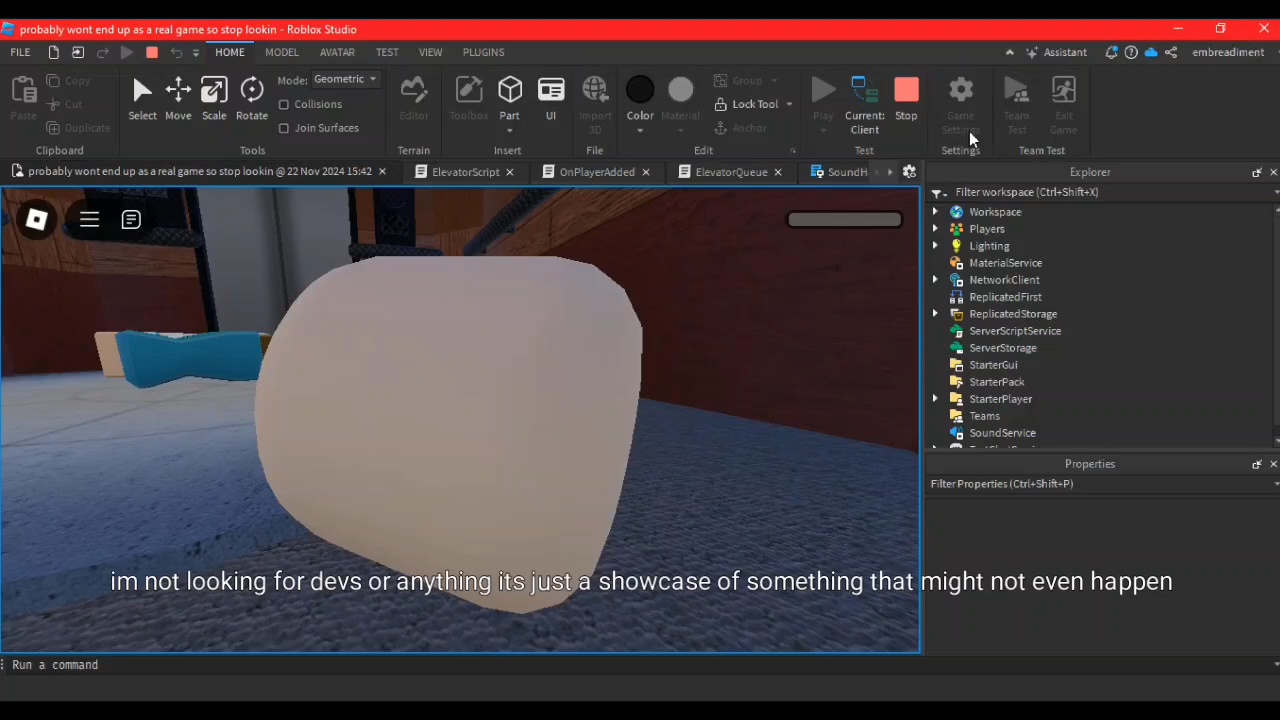 probably wont end up as a real game so stop lookin - Roblox Studio
FILE HOME MODEL AVATAR TEST VIEW PLUGINS Assistant embreadiment
Paste
Copy
Cut
Duplicate
Clipboard
Select Move Scale Rotate
Mode: Geometric
Collisions
Join Surfaces
Tools
Editor
Terrain
Toolbox Part UI
Insert
Import
3D
File
Color Material
Group
Lock Tool
Anchor
Edit
Play
Current:
Client
Stop
Test
Game
Settings
Settings
Team
Test
Exit
Game
Team Test
probably wont end up as a real game so stop lookin @ 22 Nov 2024 15:42 ElevatorScript OnPlayerAdded ElevatorQueue SoundH
Explorer
Filter workspace (Ctrl+Shift+X)
Workspace
Players
Lighting
MaterialService
NetworkClient
ReplicatedFirst
ReplicatedStorage
ServerScriptService
ServerStorage
StarterGui
StarterPack
StarterPlayer
Teams
SoundService
Properties
Filter Properties (Ctrl+Shift+P)
im not looking for devs or anything its just a showcase of something that might not even happen
Run a command